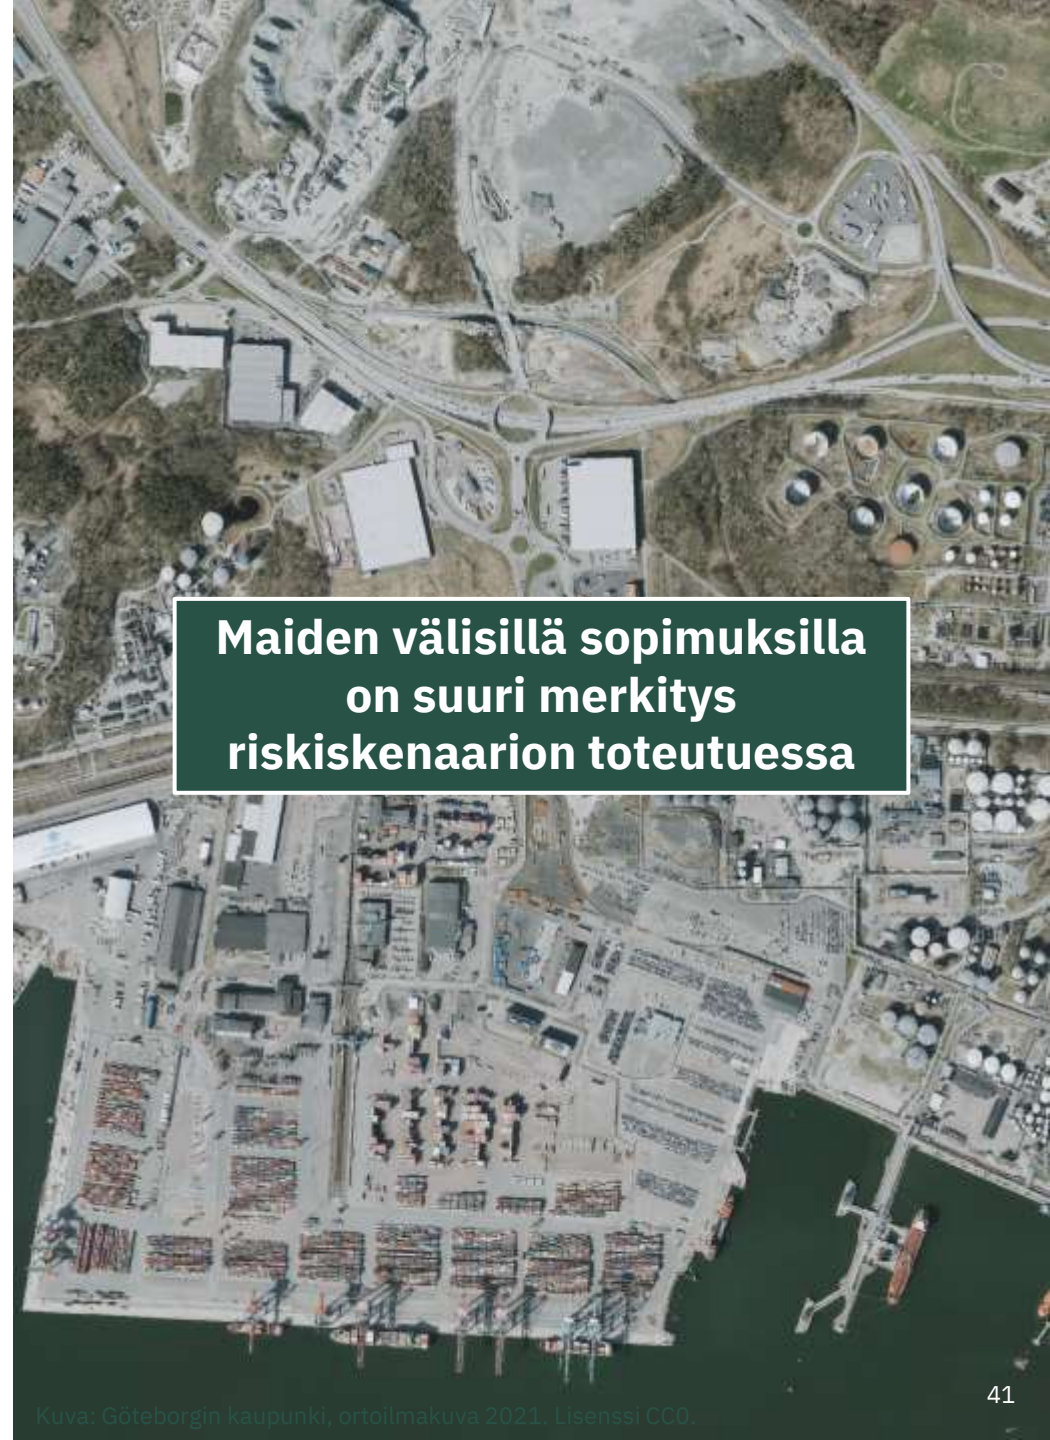 Maiden välisillä sopimuksilla
on suuri merkitys
riskiskenaarion toteutuessa
41
Kuva: Göteborgin kaupunki, ortoilmakuva 2021. Lisenssi CC0.